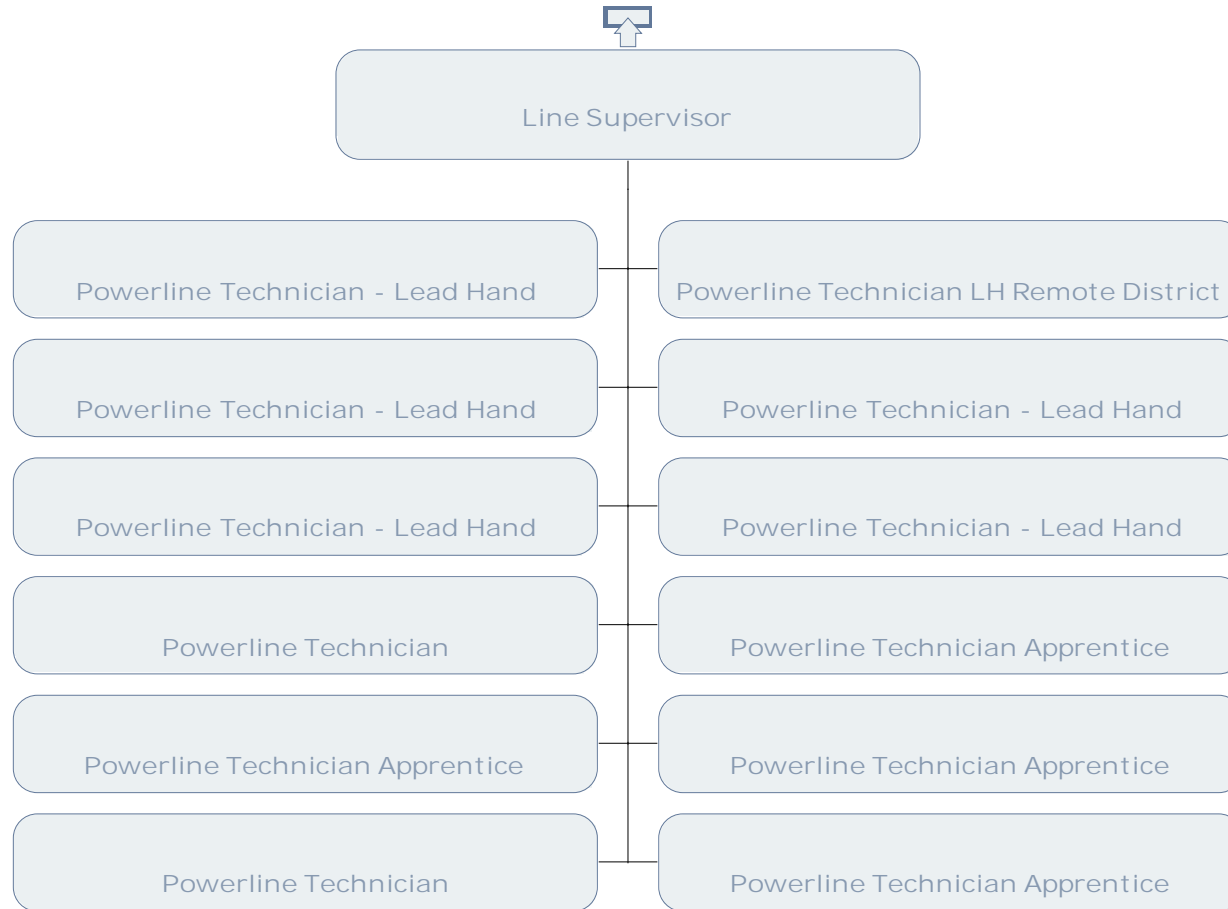 Line Supervisor
Powerline Technician - Lead Hand
Powerline Technician LH Remote District
Powerline Technician - Lead Hand
Powerline Technician - Lead Hand
Powerline Technician - Lead Hand
Powerline Technician - Lead Hand
Powerline Technician
Powerline Technician Apprentice
Powerline Technician Apprentice
Powerline Technician Apprentice
Powerline Technician
Powerline Technician Apprentice